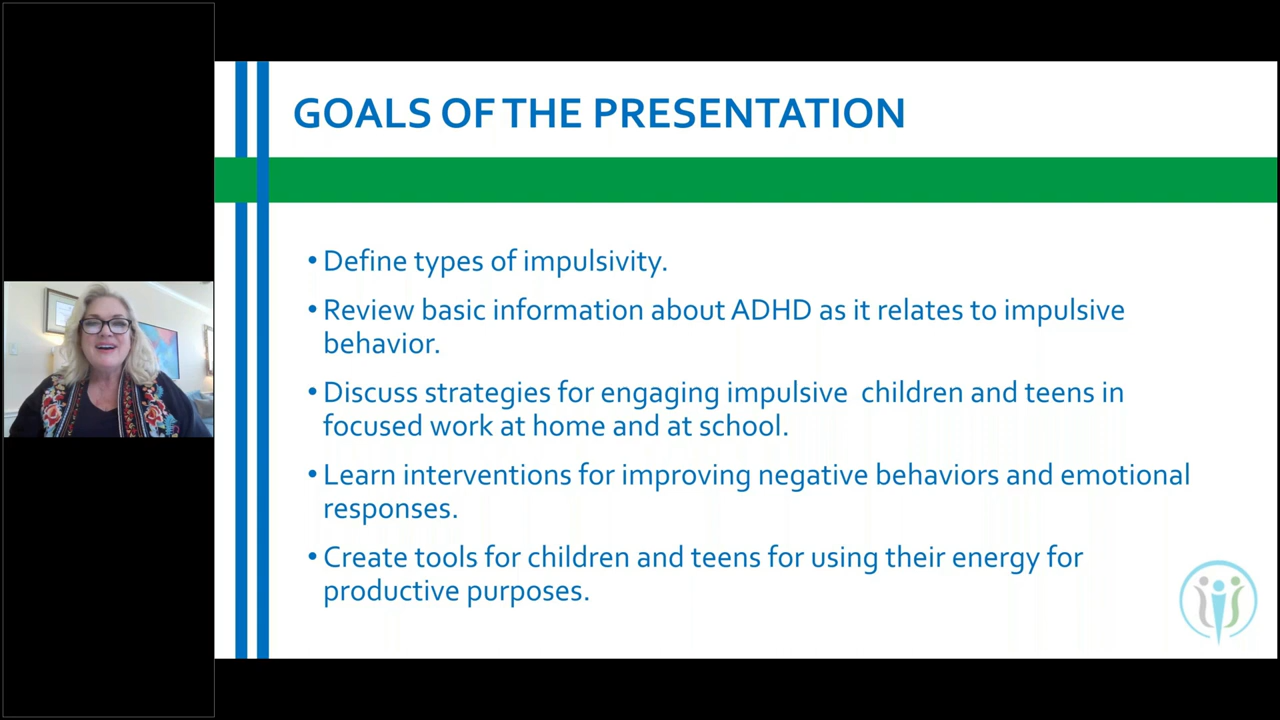 GOALS OF THE PRESENTATION
• Define types of impulsivity.
• Review basic information about ADHD as it relates to impulsive
behavior.
• Discuss strategies for engaging impulsive  children and teens in
focused work at home and at school.
• Learn interventions for improving negative behaviors and emotional
responses.
• Create tools for children and teens for using their energy for
productive purposes.